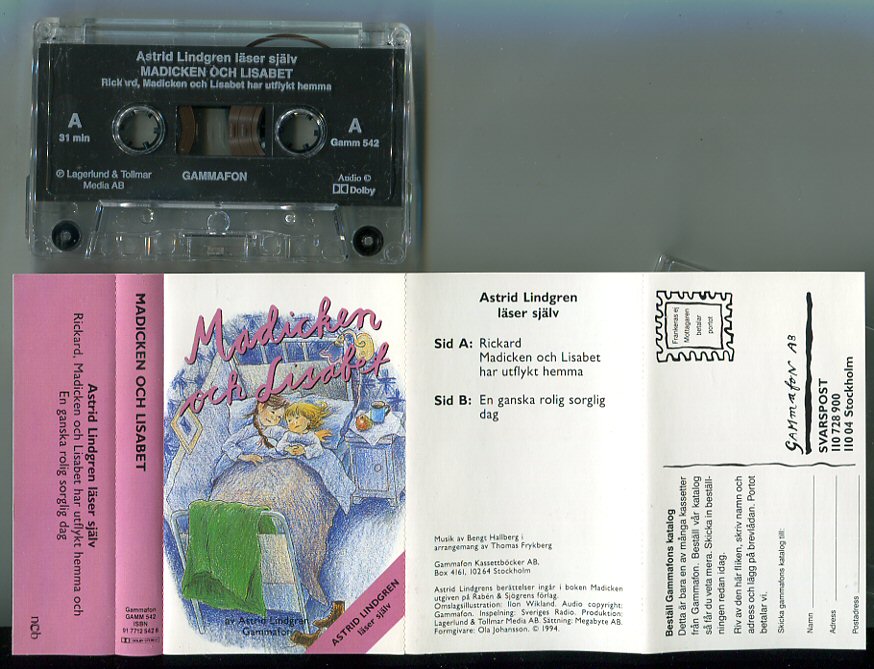 Astrid Lindgren läser själv
MADICKEN OCH LISABET
Rickard, Madicken och Lisabet har utflykt hemma
A
31 min
A
Gamm 542
℗ Lagerlund & Tollmar
Media AB
GAMMAFON
Audio ©
Dolby
Astrid Lindgren läser själv
Rickard, Madicken och Lisabet har utflykt hemma och
En ganska rolig sorglig dag
ncb
MADICKEN OCH LISABET
Gammafon
GAMM 542
ISBN
91 7712 542 6
Madicken
och Lisabet
av Astrid Lindgren
Gammafon
ASTRID LINDGREN
läser själv
Astrid Lindgren
läser själv
Sid A: Rickard
Madicken och Lisabet
har utflykt hemma
Sid B: En ganska rolig sorglig
dag
Musik av Bengt Hallberg i
arrangemang av Thomas Frykberg
Gammafon Kassettböcker AB.
Box 4161, 102 64 Stockholm
Astrid Lindgrens berättelser ingår i boken Madicken
utgiven på Rabén & Sjögrens förlag.
Omslagsillustration: Ilon Wikland. Audio copyright:
Gammafon. Inspelning: Sveriges Radio. Produktion:
Lagerlund & Tollmar Media AB. Sättning: Megabyte AB.
Formgivare: Ola Johansson. © 1994.
Frankeras ej
Mottagaren
betalar
portot
GAMMAFON AB
SVARSPOST
110 728 900
110 04 Stockholm
Beställ Gammafons katalog
Detta är bara en av många kassetter
från Gammafon. Beställ vår katalog
så får du veta mera. Skicka in beställ-
ningen redan idag.
Riv av den här fliken, skriv namn och
adress och lägg på brevlådan. Portot
betalar vi.
Skicka gammafons katalog till:
Namn
Adress
Postadress